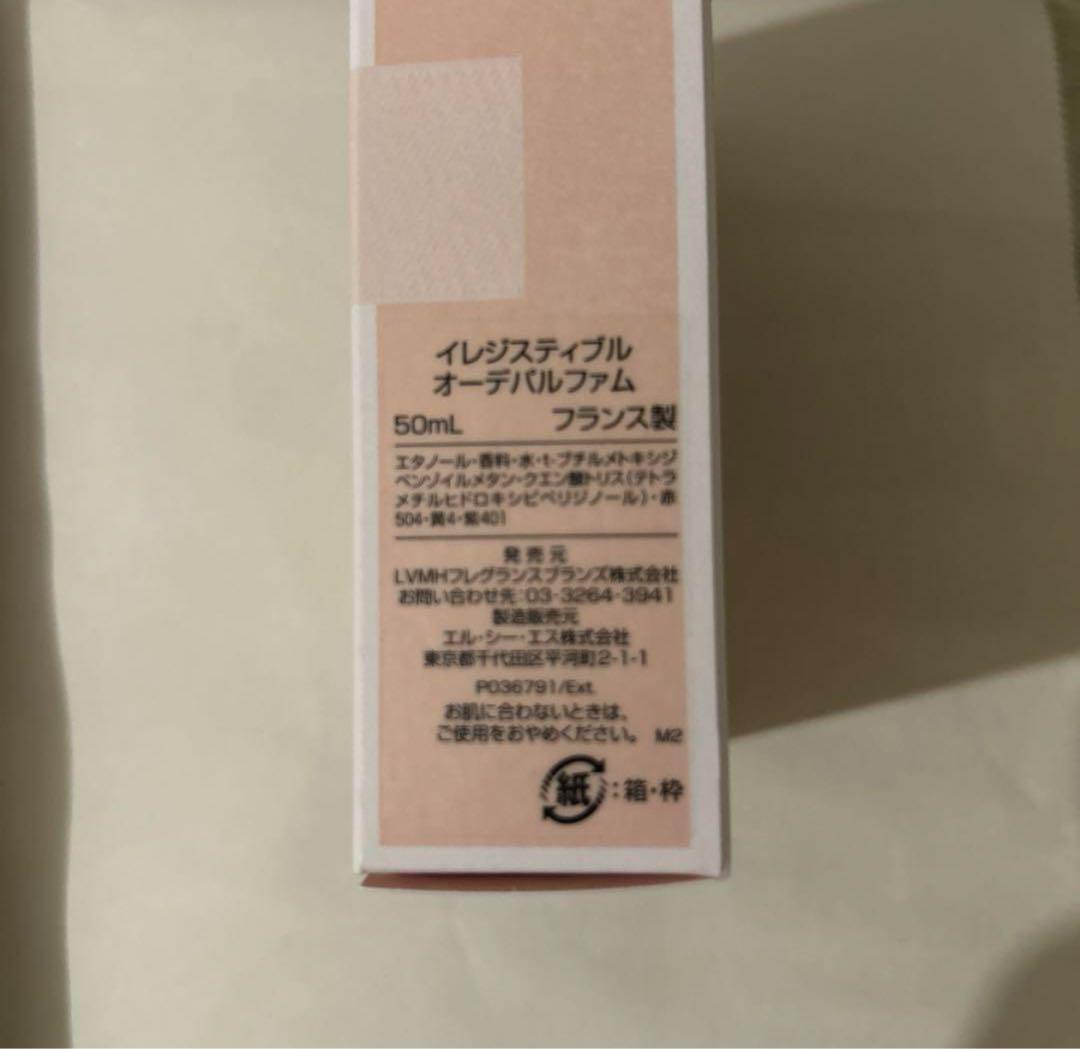 イレジスティブル
オーデパルファム
50mL フランス製
エタノール・香料・水・t-ブチルメトキシジ
ベンゾイルメタン・クエン酸トリス(テトラ
メチルヒドロキシピペリジノール)・赤
504・黄4・紫401
発売元
LVMHフレグランスブランズ株式会社
お問い合わせ先:03-3264-3941
製造販売元
エル・シー・エス株式会社
東京都千代田区平河町2-1-1
P036791/Ext.
お肌に合わないときは、
ご使用をおやめください。 M2
紙:箱・枠